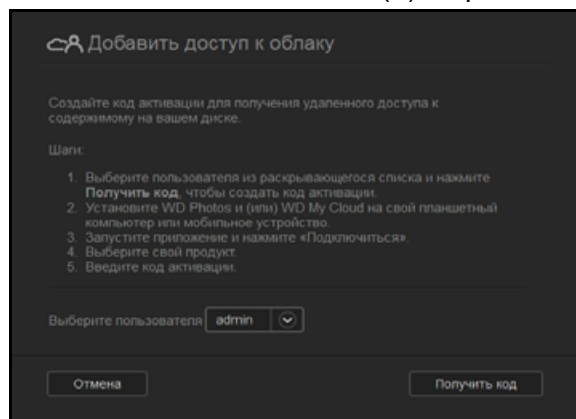 Добавить доступ к облаку
Создайте код активации для получения удаленного доступа к
содержимому на вашем диске.
Шаги:
1. Выберите пользователя из раскрывающегося списка и нажмите
Получить код, чтобы создать код активации.
2. Установите WD Photos и (или) WD My Cloud на свой планшетный
компьютер или мобильное устройство.
3. Запустите приложение и нажмите «Подключиться».
4. Выберите свой продукт.
5. Введите код активации.
Выберите пользователя admin
Отмена Получить код